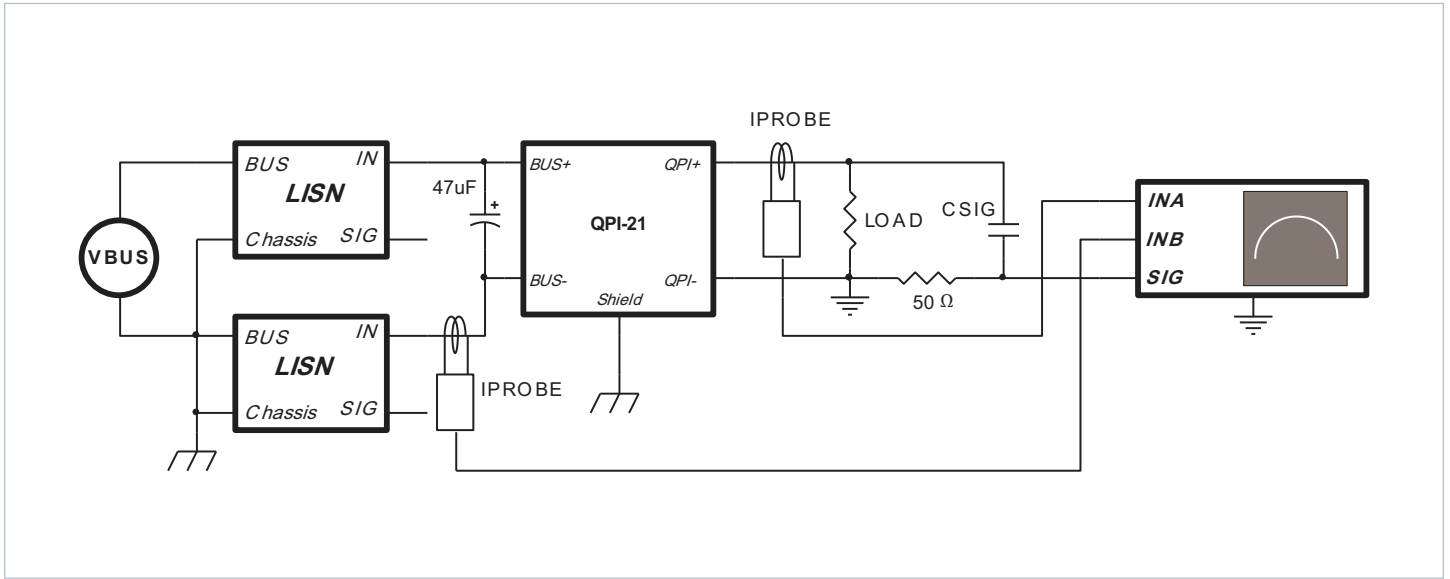 IPROBE
BUS IN
LISN
Chassis SIG
VBUS
47uF
+
BUS+ QPI+
QPI-21
BUS- QPI-
Shield
LOAD
CSIG
50 Ω
INA
INB
SIG
BUS IN
LISN
Chassis SIG
IPROBE